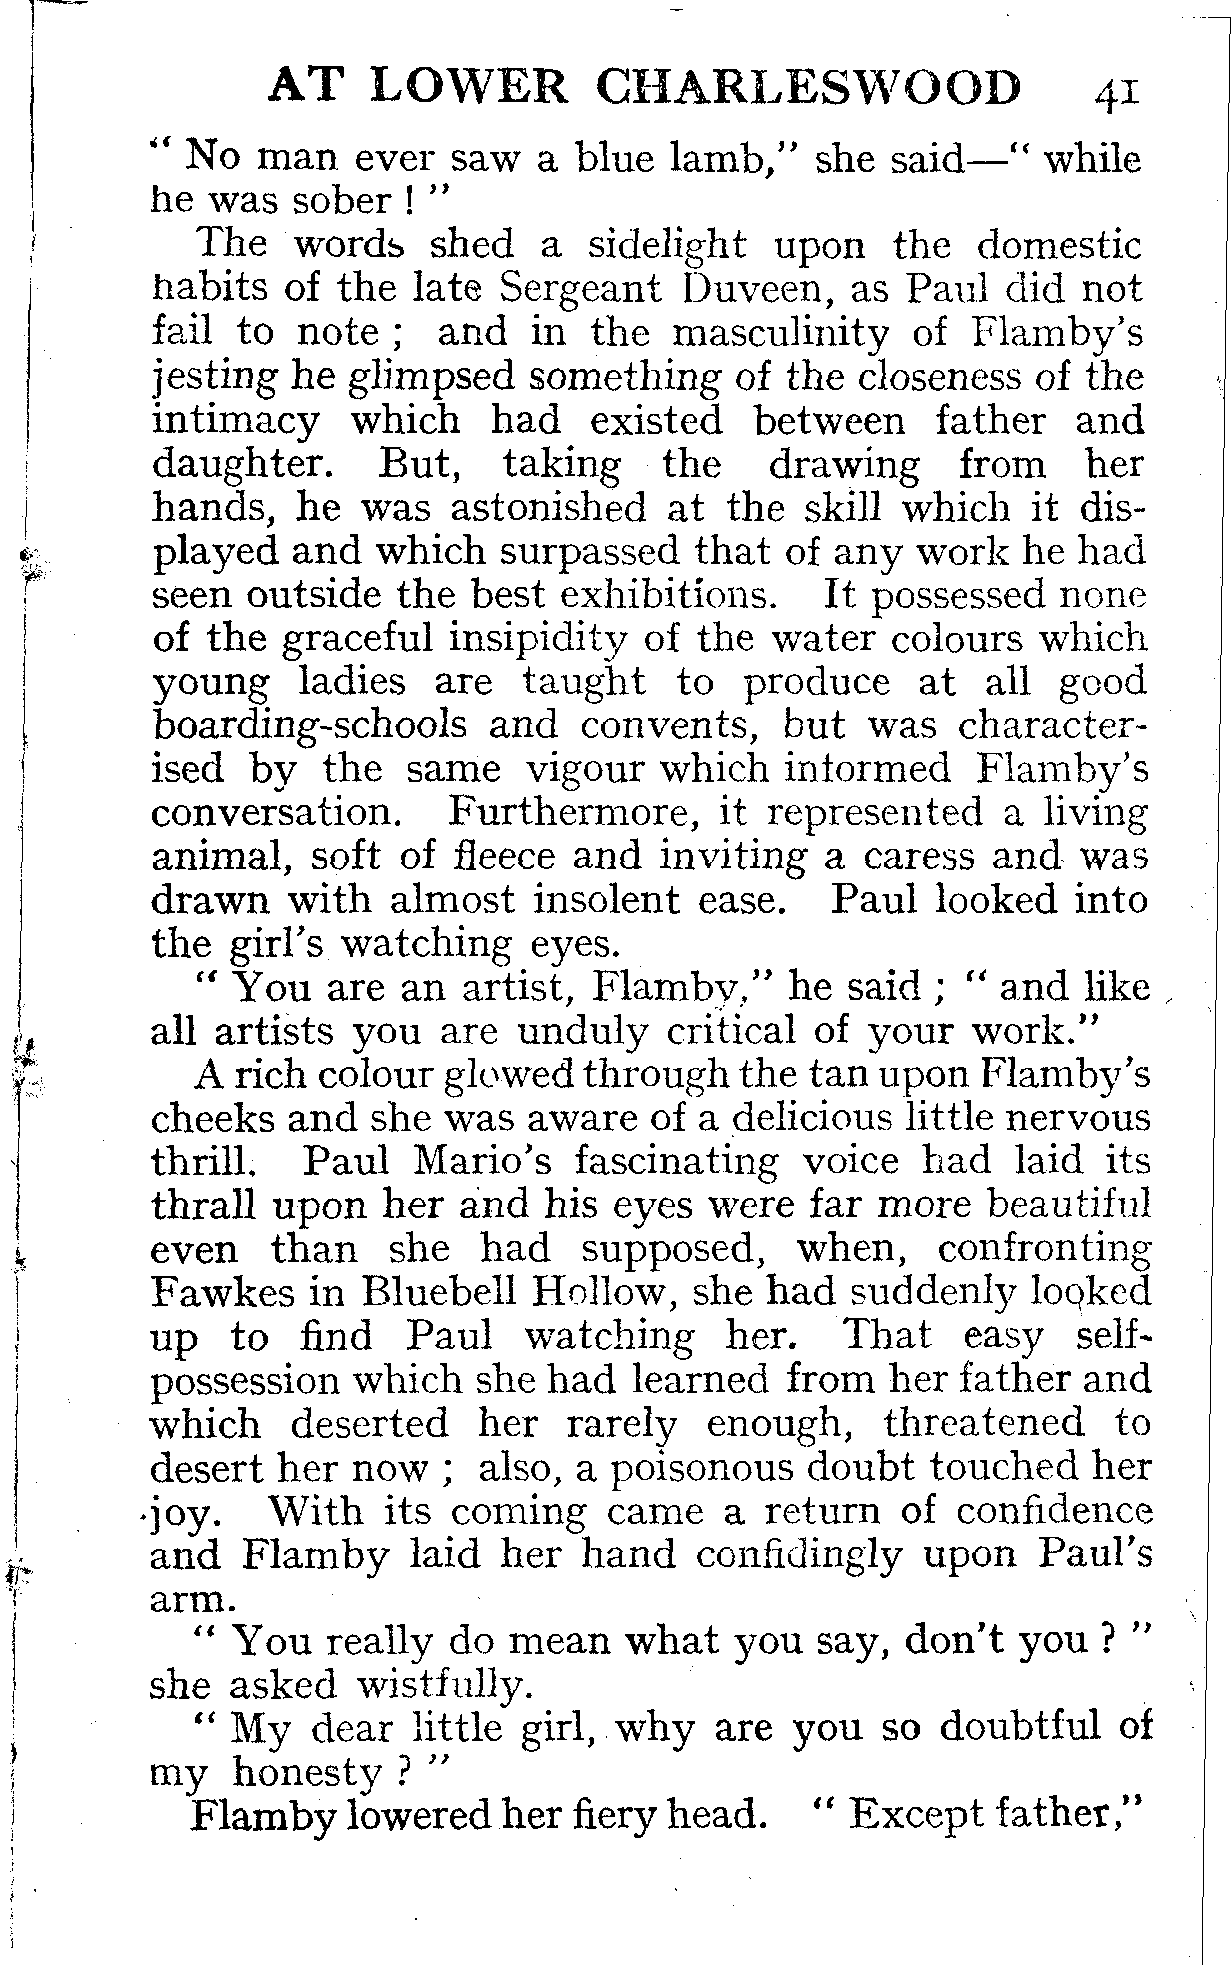 AT LOWER CHARLESWOOD 41
“ No man ever saw a blue lamb,” she said—“ while
he was sober ! ”
The words shed a sidelight upon the domestic
habits of the late Sergeant Duveen, as Paul did not
fail to note ; and in the masculinity of Flamby’s
jesting he glimpsed something of the closeness of the
intimacy which had existed between father and
daughter. But, taking the drawing from her
hands, he was astonished at the skill which it dis-
played and which surpassed that of any work he had
seen outside the best exhibitions. It possessed none
of the graceful insipidity of the water colours which
young ladies are taught to produce at all good
boarding-schools and convents, but was character-
ised by the same vigour which informed Flamby’s
conversation. Furthermore, it represented a living
animal, soft of fleece and inviting a caress and was
drawn with almost insolent ease. Paul looked into
the girl’s watching eyes.
“ You are an artist, Flamby,” he said ; “ and like
all artists you are unduly critical of your work.”
A rich colour glowed through the tan upon Flamby’s
cheeks and she was aware of a delicious little nervous
thrill. Paul Mario’s fascinating voice had laid its
thrall upon her and his eyes were far more beautiful
even than she had supposed, when, confronting
Fawkes in Bluebell Hollow, she had suddenly looked
up to find Paul watching her. That easy self-
possession which she had learned from her father and
which deserted her rarely enough, threatened to
desert her now ; also, a poisonous doubt touched her
joy. With its coming came a return of confidence
and Flamby laid her hand confidingly upon Paul’s
arm.
“ You really do mean what you say, don’t you ? ”
she asked wistfully.
“ My dear little girl, why are you so doubtful of
my honesty ? ”
Flamby lowered her fiery head. “ Except father,”